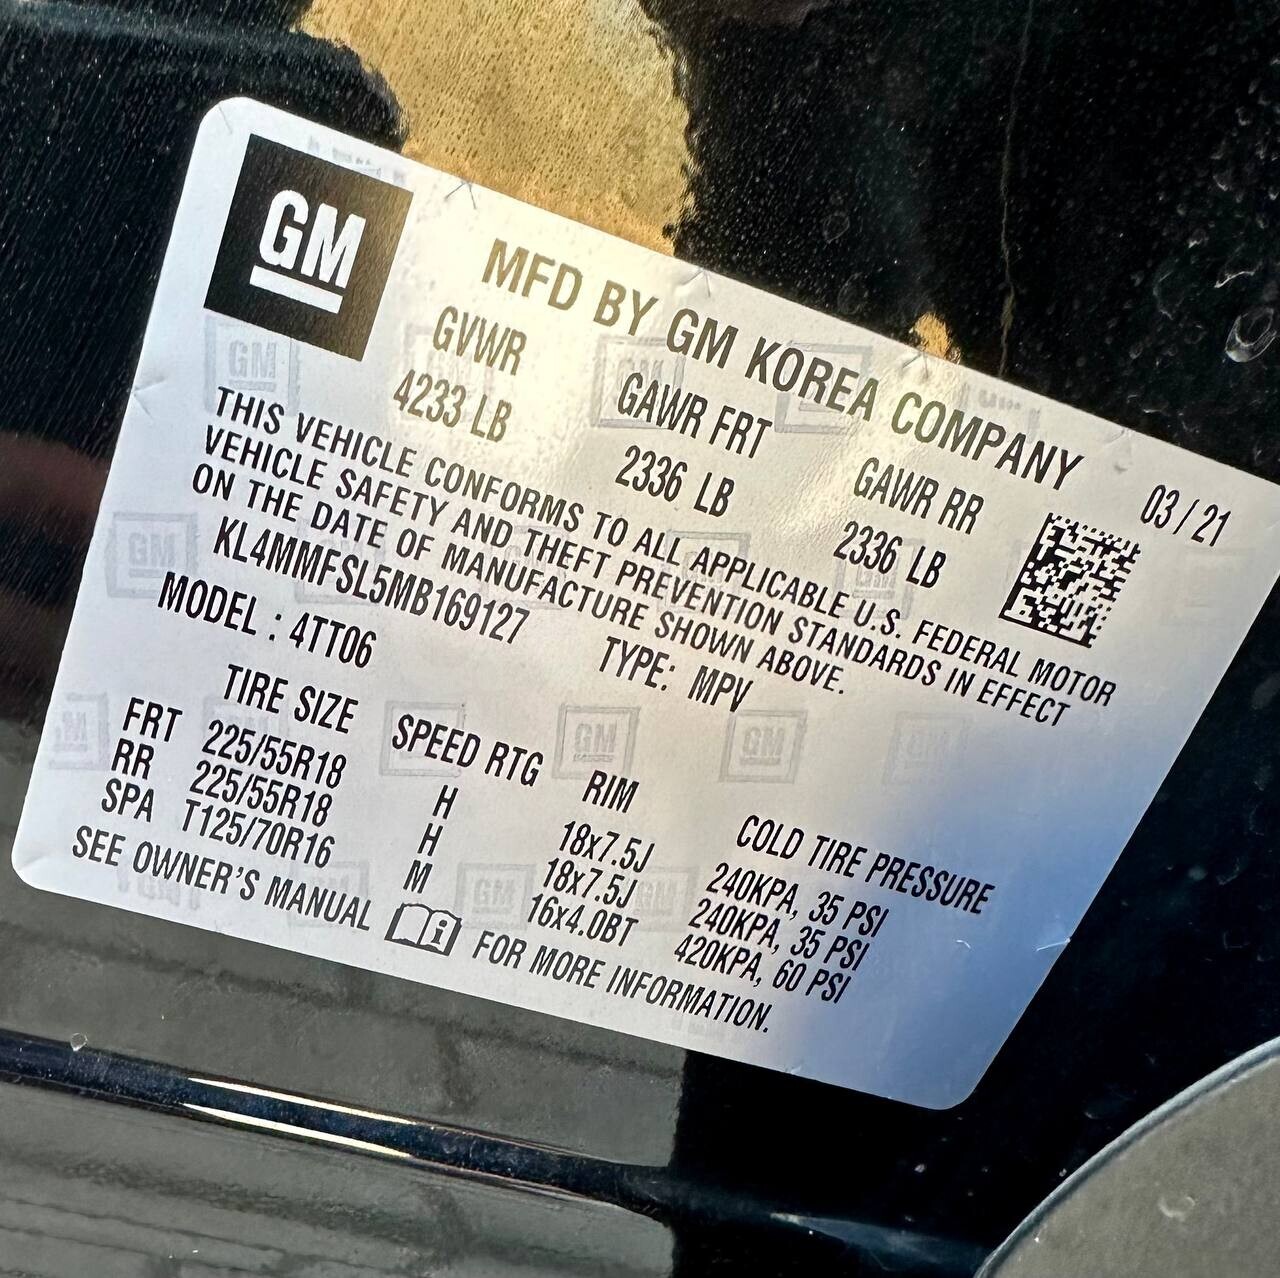 GM
MFD BY GM KOREA COMPANY
03 / 21
GVWR GAWR FRT GAWR RR
4233 LB 2336 LB 2336 LB
THIS VEHICLE CONFORMS TO ALL APPLICABLE U.S. FEDERAL MOTOR
VEHICLE SAFETY AND THEFT PREVENTION STANDARDS IN EFFECT
ON THE DATE OF MANUFACTURE SHOWN ABOVE.
KL4MMFSL5MB169127 TYPE: MPV
MODEL : 4TT06
TIRE SIZE SPEED RTG RIM COLD TIRE PRESSURE
FRT 225/55R18 H 18x7.5J 240KPA, 35 PSI
RR 225/55R18 H 18x7.5J 240KPA, 35 PSI
SPA T125/70R16 M 16x4.0BT 420KPA, 60 PSI
SEE OWNER'S MANUAL i FOR MORE INFORMATION.